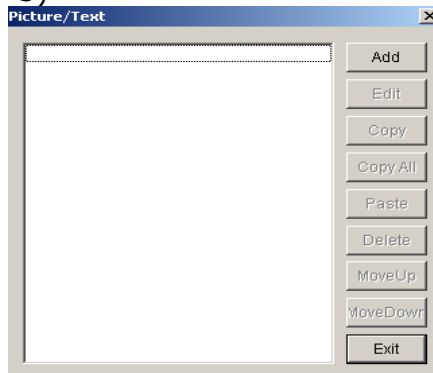 Picture/Text
Add
Edit
Copy
Copy All
Paste
Delete
MoveUp
MoveDown
Exit